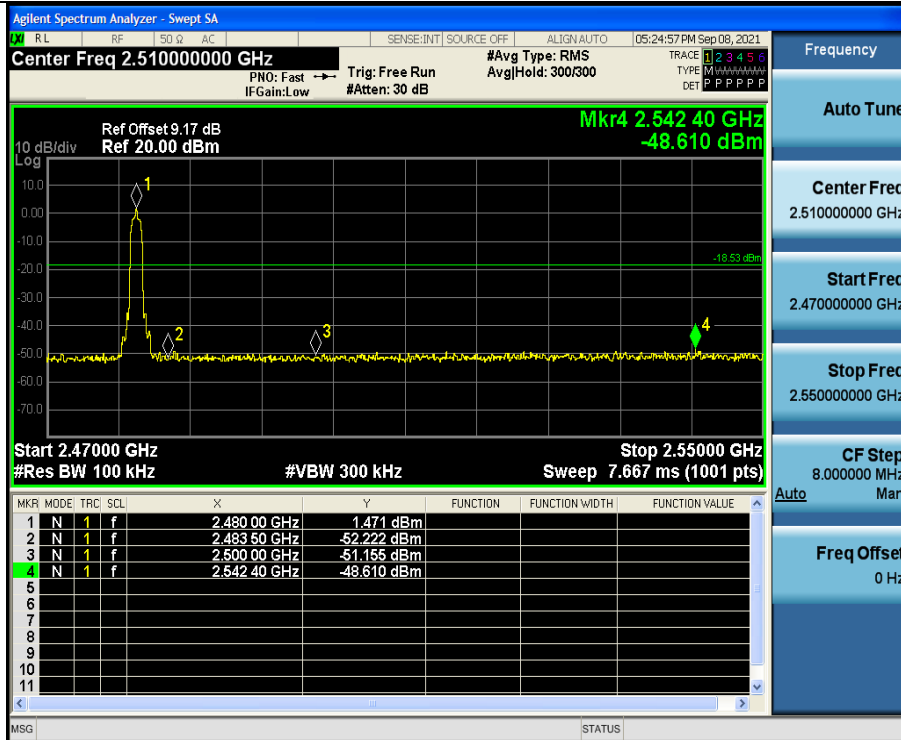 Agilent Spectrum Analyzer - Swept SA
LXI RL RF 50 Ω AC SENSE:INT SOURCE OFF ALIGN AUTO 05:24:57 PM Sep 08, 2021
Center Freq 2.510000000 GHz
PNO: Fast
IFGain:Low
Trig: Free Run
#Atten: 30 dB
#Avg Type: RMS
Avg|Hold: 300/300
TRACE 1 2 3 4 5 6
TYPE M
DET P P P P P P
Ref Offset 9.17 dB
10 dB/div Ref 20.00 dBm
Log
Mkr4 2.542 40 GHz
-48.610 dBm
10.0
0.00
-10.0
-20.0
-30.0
-40.0
-50.0
-60.0
-70.0
1
2
3
4
-18.53 dBm
Start 2.47000 GHz Stop 2.55000 GHz
#Res BW 100 kHz #VBW 300 kHz Sweep 7.667 ms (1001 pts)
MKR MODE TRC SCL X Y FUNCTION FUNCTION WIDTH FUNCTION VALUE
1 N 1 f 2.480 00 GHz 1.471 dBm
2 N 1 f 2.483 50 GHz -52.222 dBm
3 N 1 f 2.500 00 GHz -51.155 dBm
4 N 1 f 2.542 40 GHz -48.610 dBm
5
6
7
8
9
10
11
MSG STATUS
Frequency
Auto Tune
Center Freq
2.510000000 GHz
Start Freq
2.470000000 GHz
Stop Freq
2.550000000 GHz
CF Step
8.000000 MHz
Auto Man
Freq Offset
0 Hz